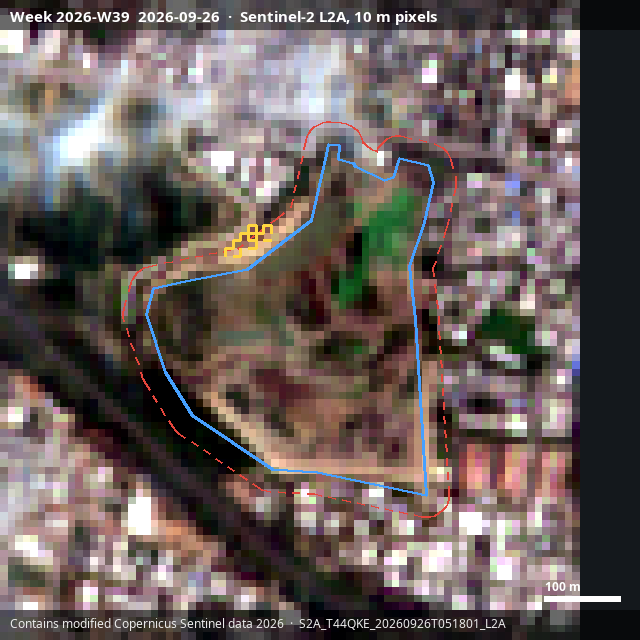 Week 2026-W39  2026-09-26  ·  Sentinel-2 L2A, 10 m pixels
100 m
Contains modified Copernicus Sentinel data 2026  ·  S2A_T44QKE_20260926T051801_L2A